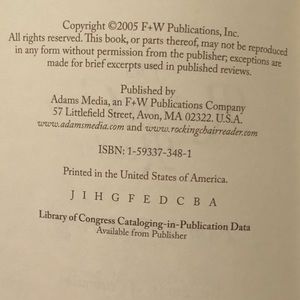 Copyright ©2005 F+W Publications, Inc.
All rights reserved. This book, or parts thereof, may not be reproduced
in any form without permission from the publisher; exceptions are
made for brief excerpts used in published reviews.
Published by
Adams Media, an F+W Publications Company
57 Littlefield Street, Avon, MA 02322. U.S.A.
www.adamsmedia.com and www.rockingchairreader.com
ISBN: 1-59337-348-1
Printed in the United States of America.
J I H G F E D C B A
Library of Congress Cataloging-in-Publication Data
Available from Publisher